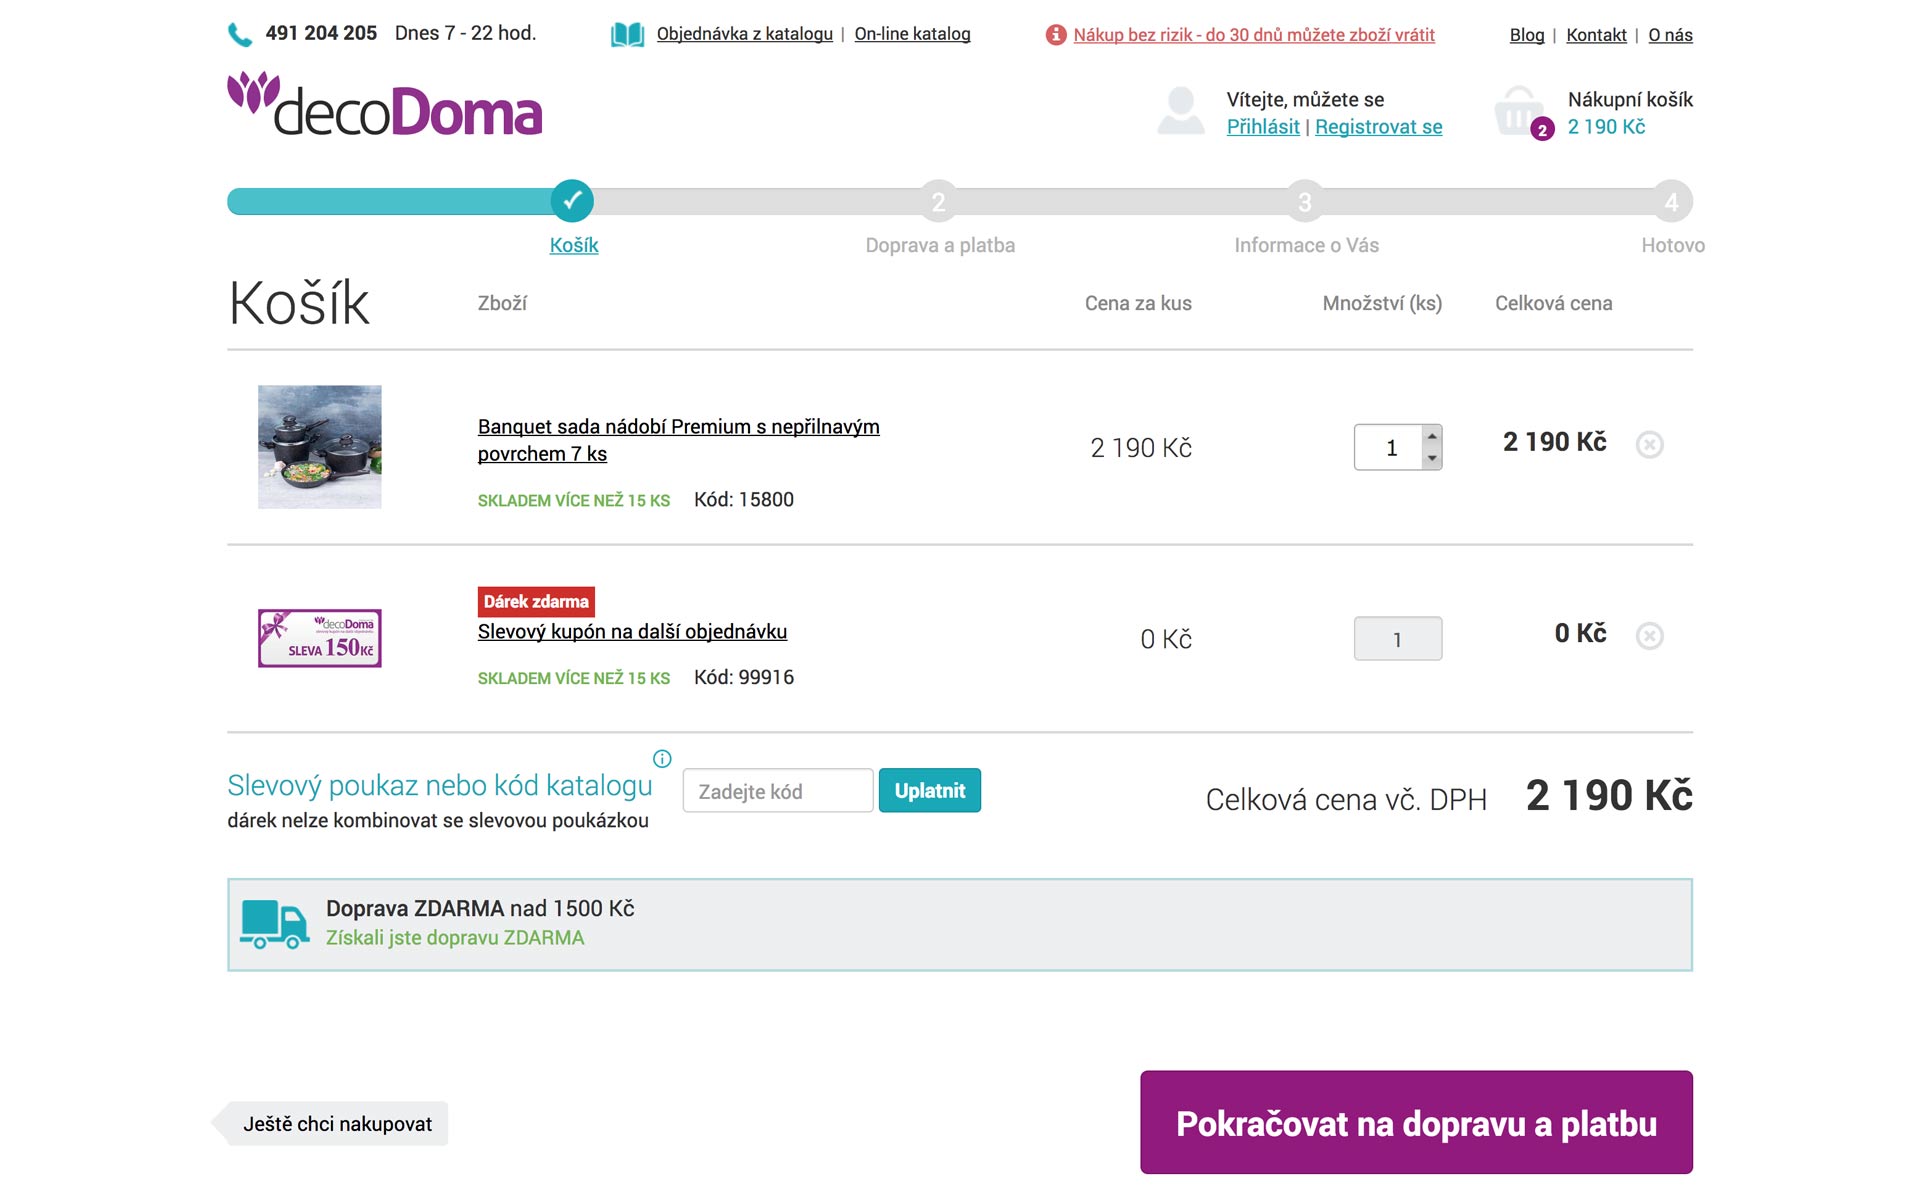 491 204 205 Dnes 7 - 22 hod.
Objednávka z katalogu | On-line katalog
Nákup bez rizik - do 30 dnů můžete zboží vrátit
Blog | Kontakt | O nás
decoDoma
Vítejte, můžete se
Přihlásit | Registrovat se
2
Nákupní košík
2 190 Kč
2
3
4
Košík
Doprava a platba
Informace o Vás
Hotovo
Košík
Zboží
Cena za kus
Množství (ks)
Celková cena
Banquet sada nádobí Premium s nepřilnavým
povrchem 7 ks
SKLADEM VÍCE NEŽ 15 KS Kód: 15800
2 190 Kč
1
2 190 Kč
decoDoma
slevový kupón na další objednávku
SLEVA 150Kč
Dárek zdarma
Slevový kupón na další objednávku
SKLADEM VÍCE NEŽ 15 KS Kód: 99916
0 Kč
1
0 Kč
Slevový poukaz nebo kód katalogu
dárek nelze kombinovat se slevovou poukázkou
Zadejte kód
Uplatnit
Celková cena vč. DPH 2 190 Kč
Doprava ZDARMA nad 1500 Kč
Získali jste dopravu ZDARMA
Ještě chci nakupovat
Pokračovat na dopravu a platbu